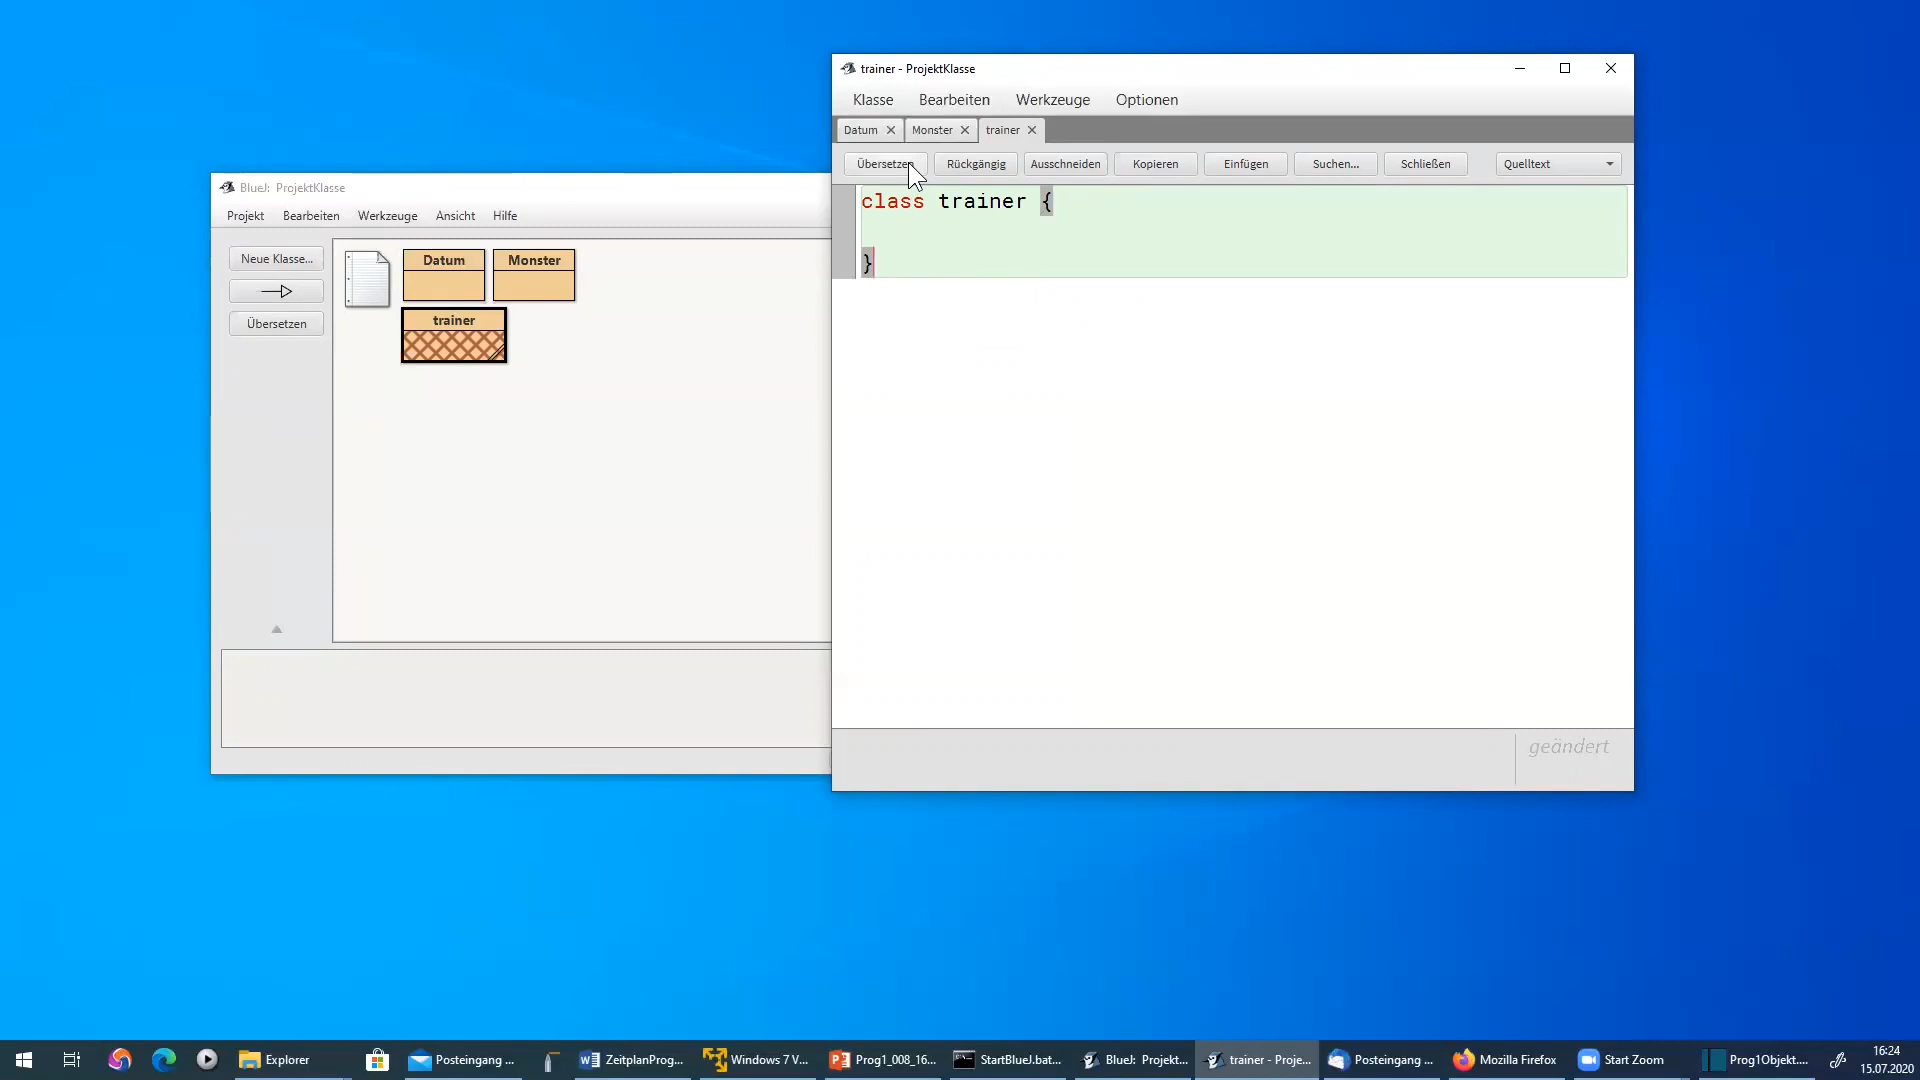 trainer - ProjektKlasse
Klasse Bearbeiten Werkzeuge Optionen
Datum Monster trainer
Übersetzen Rückgängig Ausschneiden Kopieren Einfügen Suchen... Schließen Quelltext
class trainer {
}
geändert
BlueJ: ProjektKlasse
Projekt Bearbeiten Werkzeuge Ansicht Hilfe
Neue Klasse...
Übersetzen
Datum Monster
trainer
Explorer Posteingang ... ZeitplanProg... Windows 7 V... Prog1_008_16... StartBlueJ.bat... BlueJ: Projekt... trainer - Proje... Posteingang ... Mozilla Firefox Start Zoom Prog1Objekt....
16:24
15.07.2020